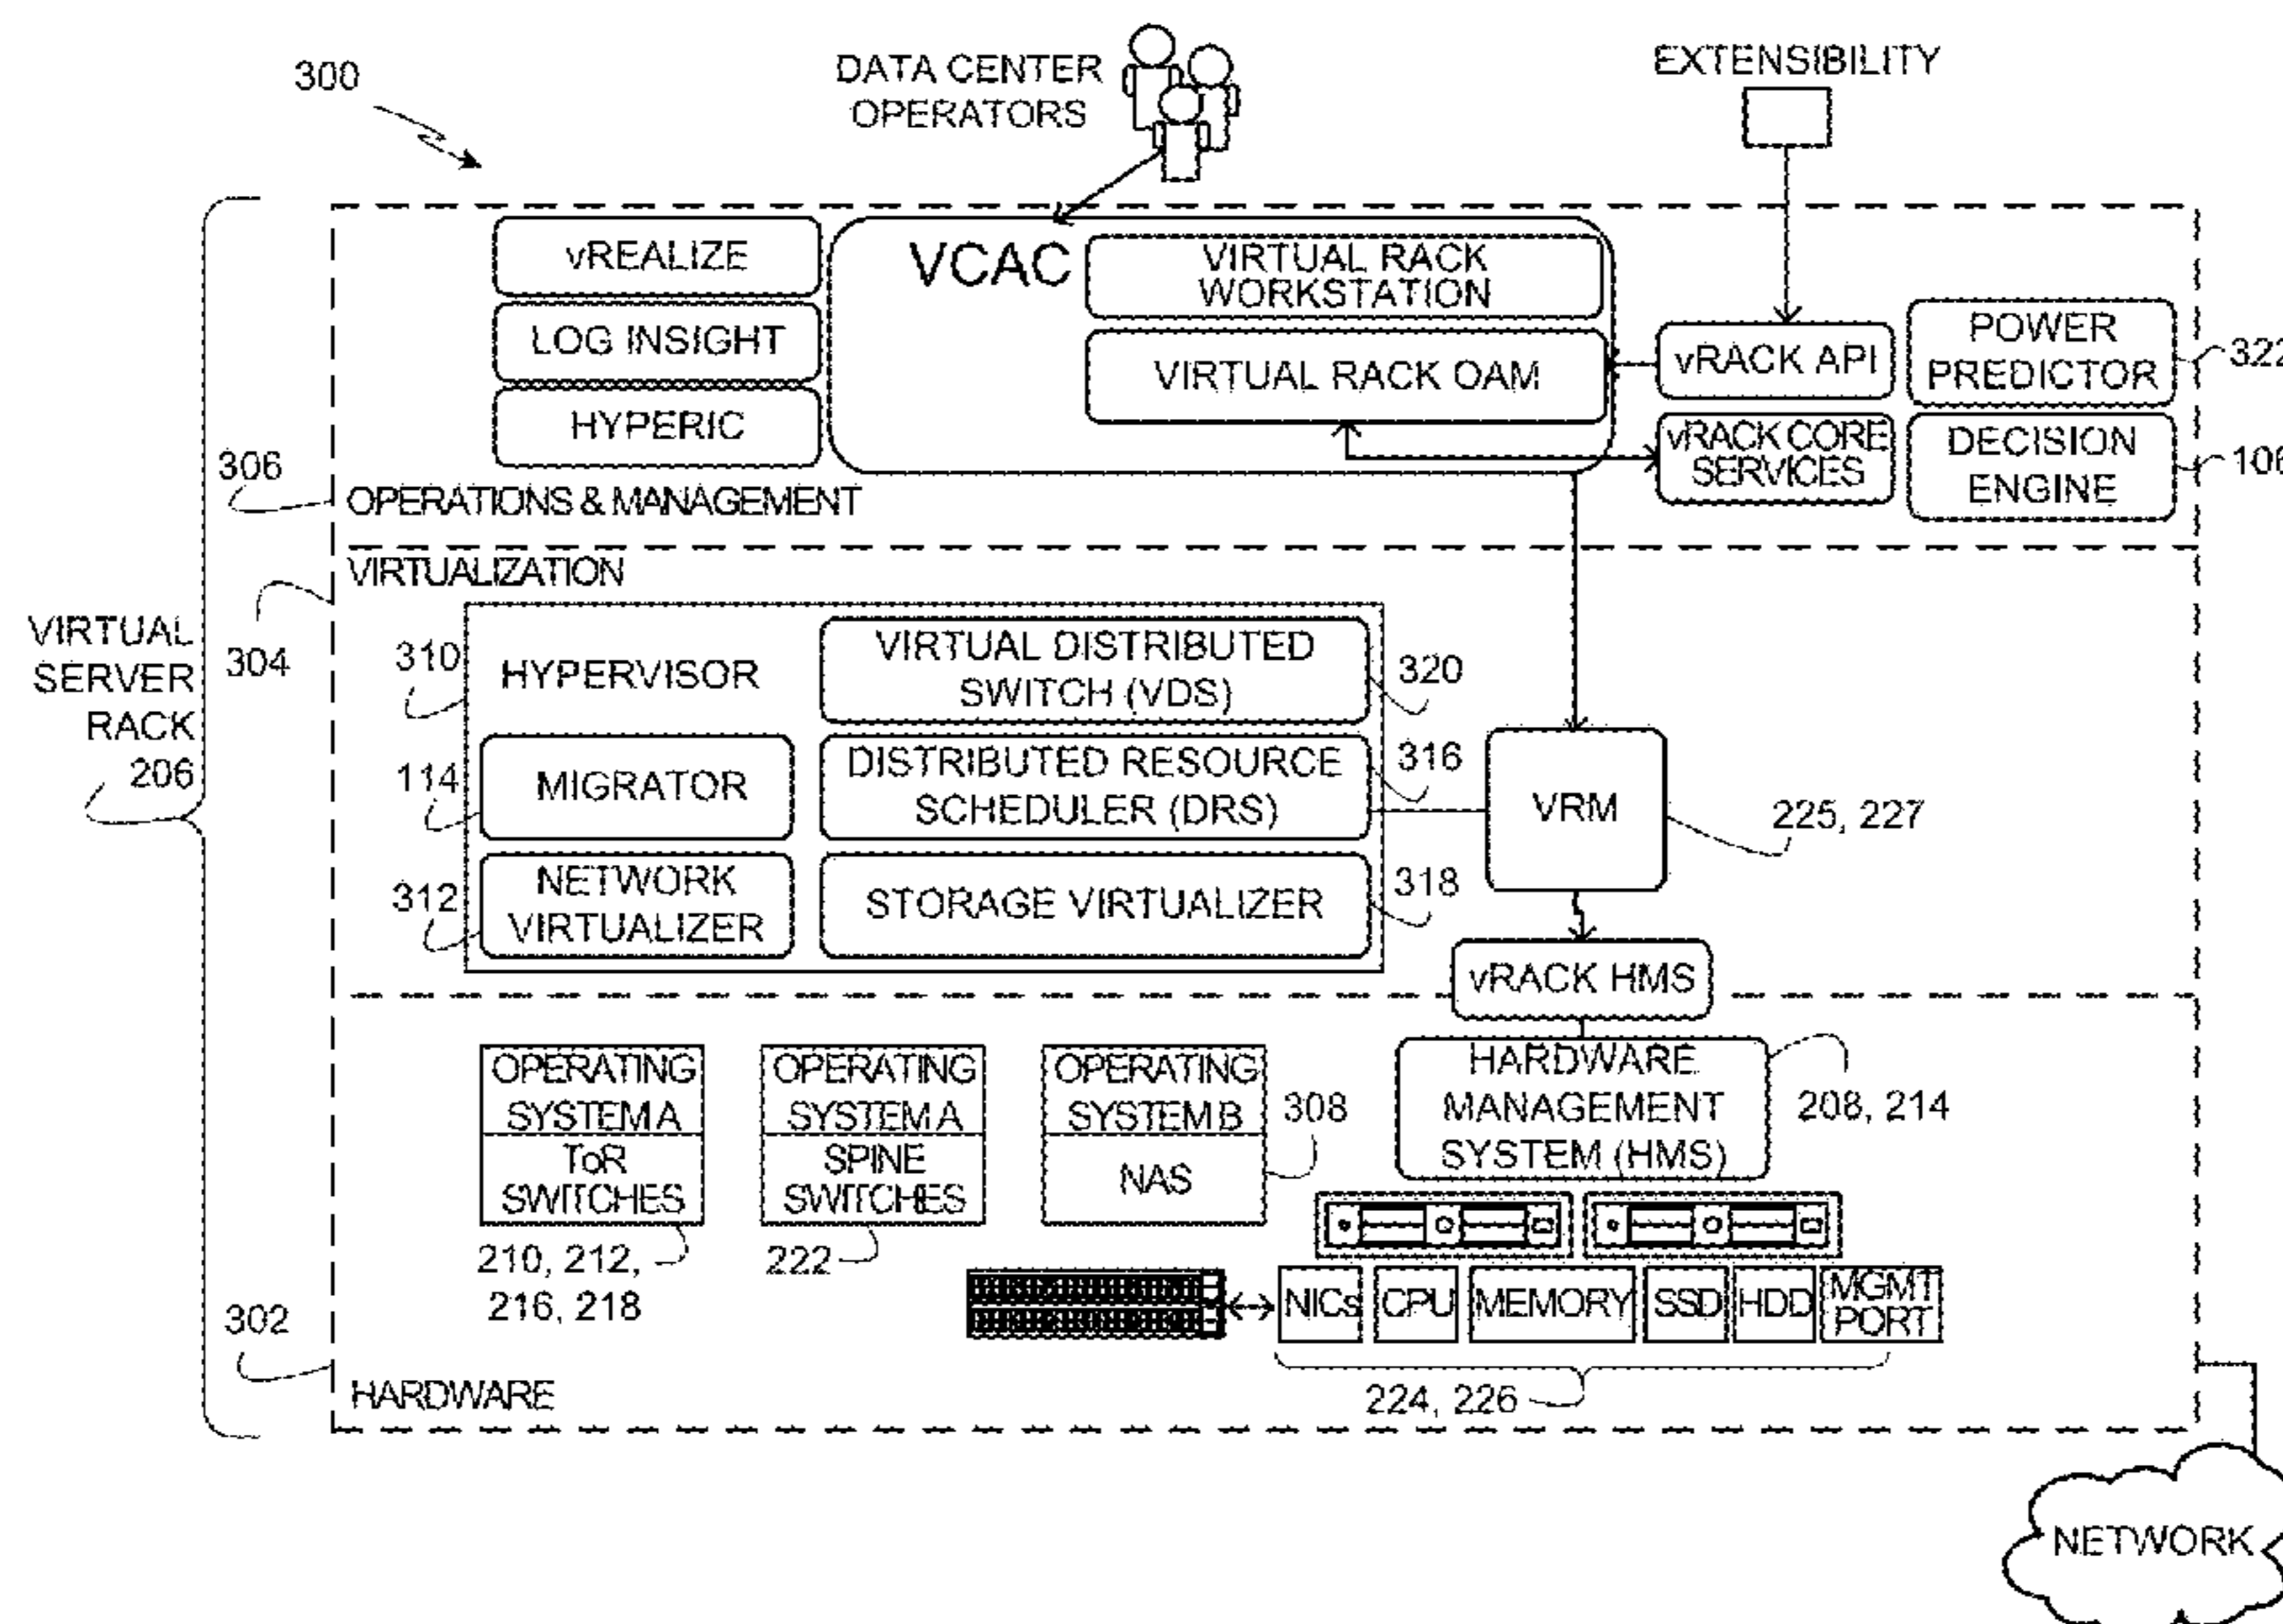 300
DATA CENTER
OPERATORS
EXTENSIBILITY
vREALIZE
LOG INSIGHT
HYPERIC
VCAC
VIRTUAL RACK
WORKSTATION
VIRTUAL RACK OAM
vRACK API
vRACK CORE
SERVICES
POWER
PREDICTOR
322
DECISION
ENGINE
106
306
OPERATIONS & MANAGEMENT
VIRTUALIZATION
304
VIRTUAL
SERVER
RACK
206
310
HYPERVISOR
VIRTUAL DISTRIBUTED
SWITCH (VDS)
320
114
MIGRATOR
DISTRIBUTED RESOURCE
SCHEDULER (DRS)
316
312
NETWORK
VIRTUALIZER
STORAGE VIRTUALIZER
318
VRM
225, 227
vRACK HMS
OPERATING
SYSTEM A
ToR
SWITCHES
210, 212,
216, 218
OPERATING
SYSTEM A
SPINE
SWITCHES
222
OPERATING
SYSTEM B
NAS
308
HARDWARE
MANAGEMENT
SYSTEM (HMS)
208, 214
NICs
CPU
MEMORY
SSD
HDD
MGMT
PORT
224, 226
302
HARDWARE
NETWORK